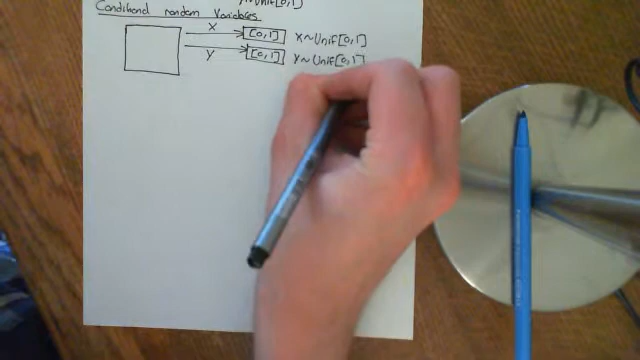 Y~Unif[0,1]
Conditional random variables
X [0,1] X~Unif[0,1]
Y [0,1] Y~Unif[0,1]